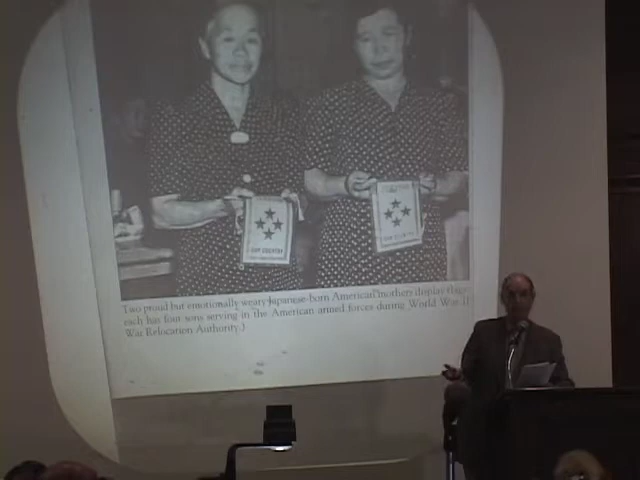 Two proud but emotionally weary Japanese-born American mothers display flags
each has four sons serving in the American armed forces during World War II
War Relocation Authority 3